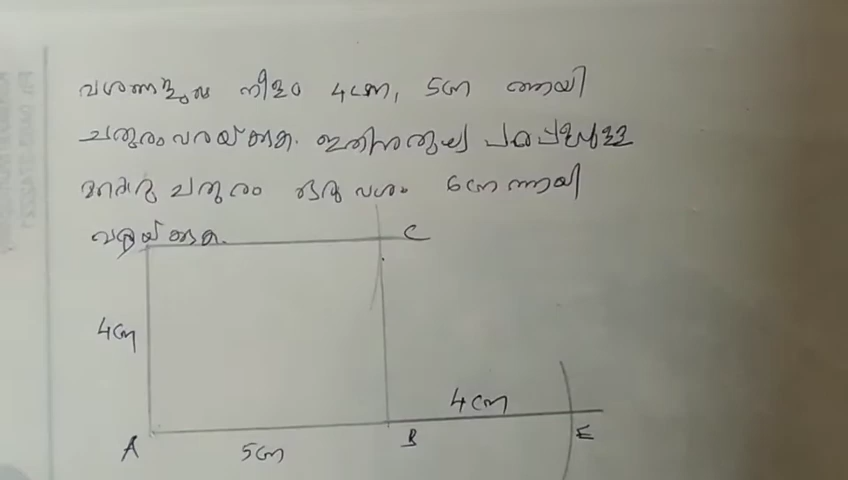 വശങ്ങളുടെ നീളം 4cm, 5cm ആയി
ചതുരം വരയ്ക്കുക. ഇതിനു തുല്യ പരപ്പളവുള്ള
മറ്റൊരു ചതുരം ഒരു വശം 6cm ആയി
വരയ്ക്കുക.
C
4cm
4cm
A
5cm
B
E